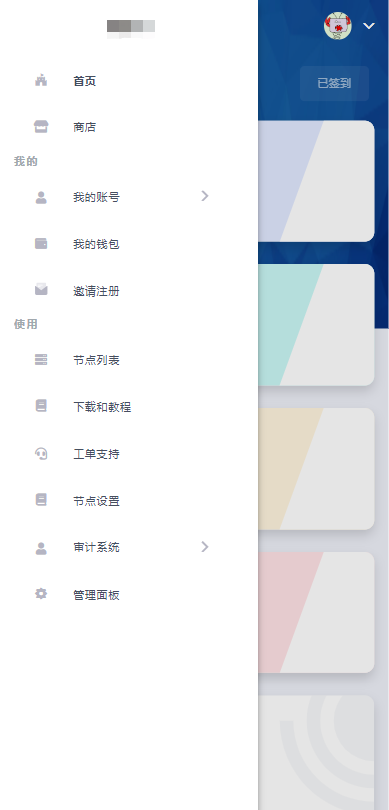 已签到
首页
商店
我的
我的账号
我的钱包
邀请注册
使用
节点列表
下载和教程
工单支持
节点设置
审计系统
管理面板